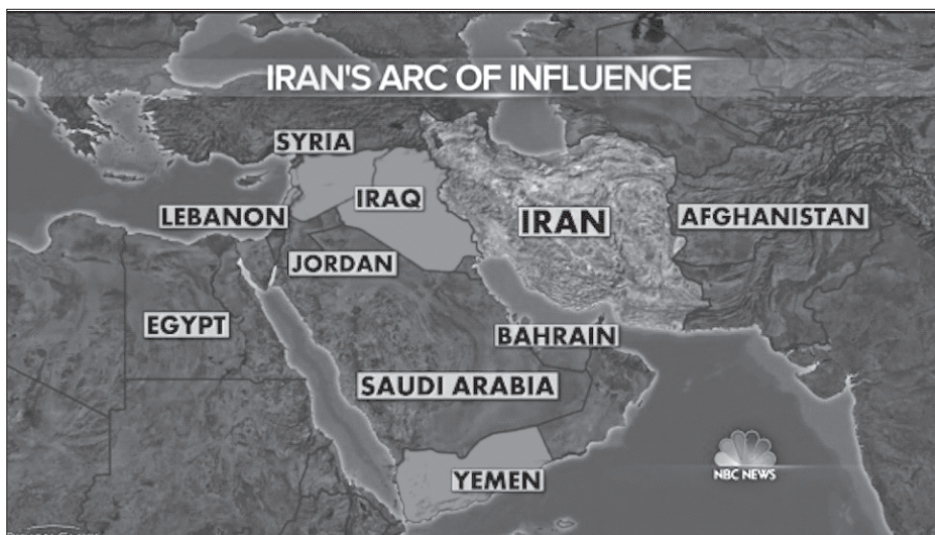 IRAN'S ARC OF INFLUENCE
SYRIA
IRAQ
LEBANON
IRAN
AFGHANISTAN
JORDAN
EGYPT
BAHRAIN
SAUDI ARABIA
YEMEN
NBC NEWS